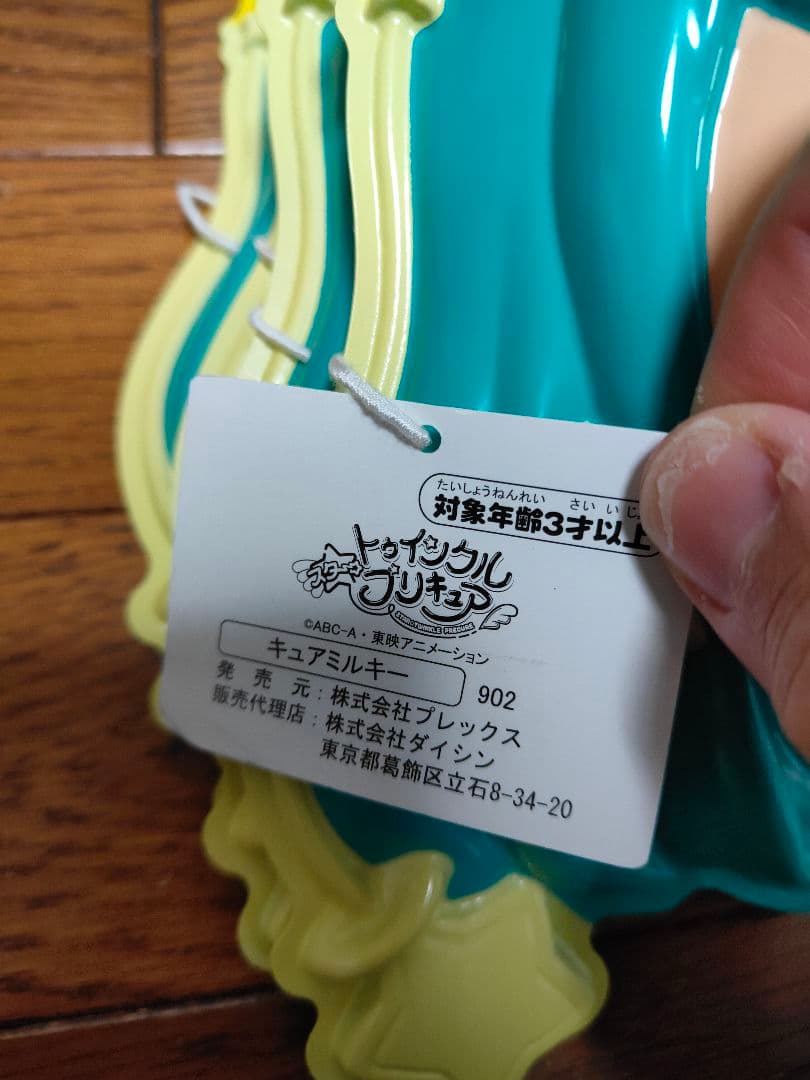 たいしょうねんれい さい いじ
対象年齢3才以上
スター☆
トゥインクル
プリキュア
STAR☆TWINKLE PRECURE
©ABC-A・東映アニメーション
キュアミルキー 902
発売元：株式会社プレックス
販売代理店：株式会社ダイシン
東京都葛飾区立石8-34-20